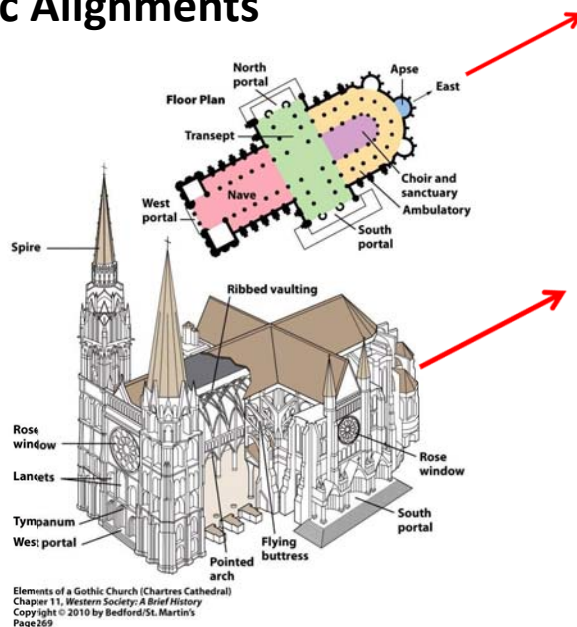 c Alignments
North
portal
Floor Plan
Transept
Apse
East
Nave
West
portal
Choir and
sanctuary
Ambulatory
South
portal
Spire
Ribbed vaulting
Rose
window
Lancets
Tympanum
West portal
Pointed
arch
Flying
buttress
Rose
window
South
portal
Elements of a Gothic Church (Chartres Cathedral)
Chapter 11, Western Society: A Brief History
Copyright © 2010 by Bedford/St. Martin's
Page269